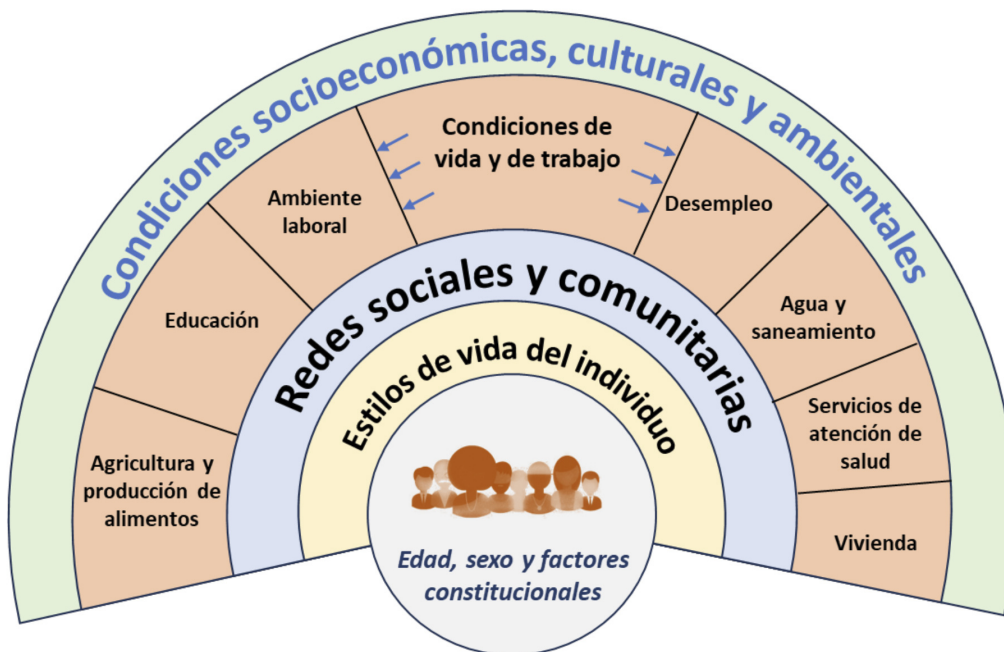 Condiciones socioeconómicas, culturales y ambientales
Condiciones de
vida y de trabajo
Ambiente
laboral
Desempleo
Educación
Agua y
saneamiento
Agricultura y
producción de
alimentos
Servicios de
atención de
salud
Vivienda
Redes sociales y comunitarias
Estilos de vida del individuo
Edad, sexo y factores
constitucionales